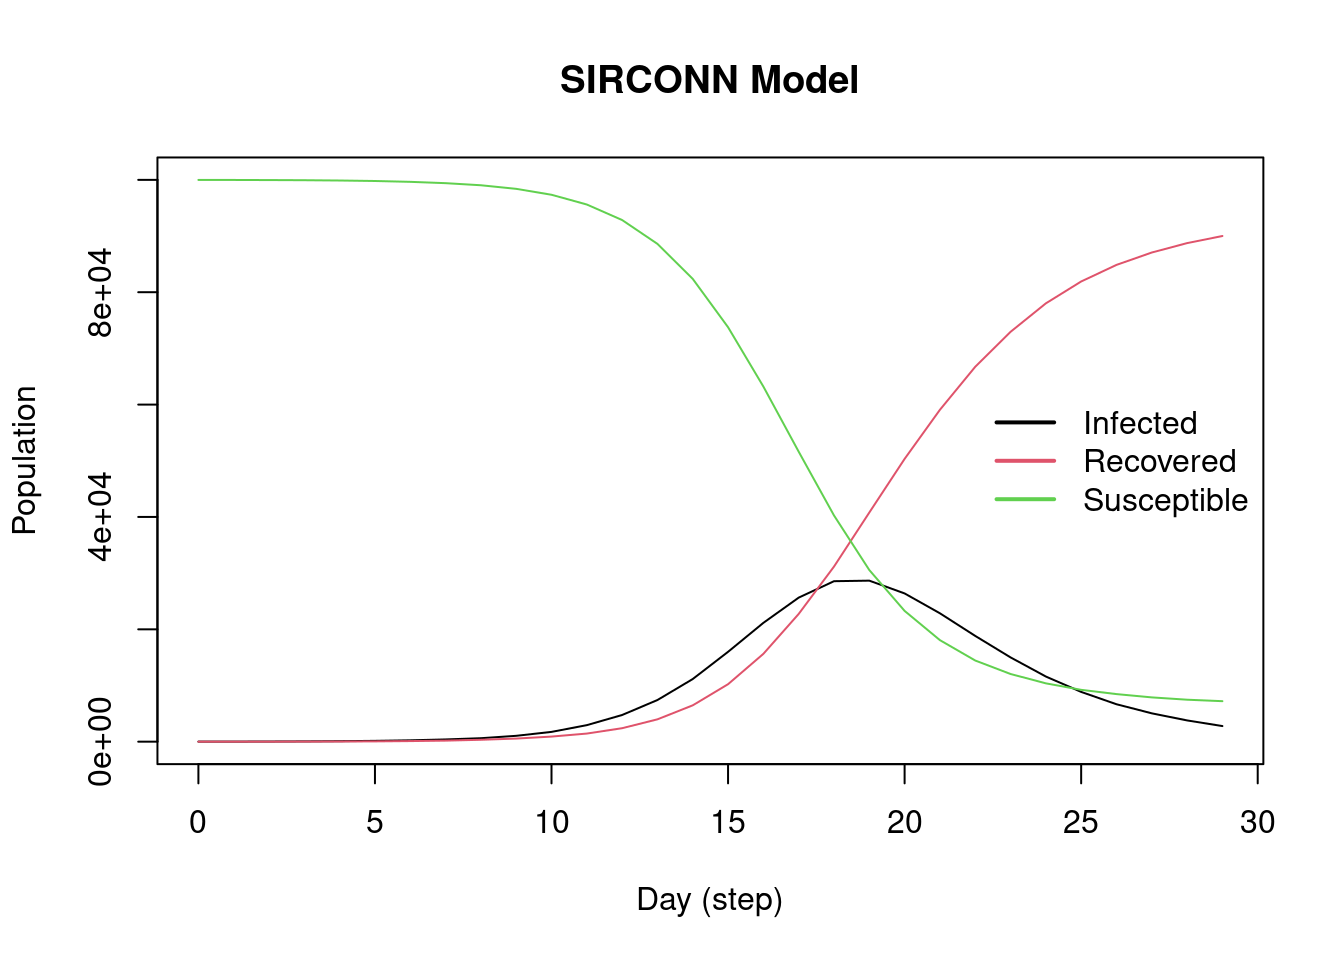 SIRCONN Model
8e+04
4e+04
0e+00
Population
Infected
Recovered
Susceptible
0 5 10 15 20 25 30
Day (step)